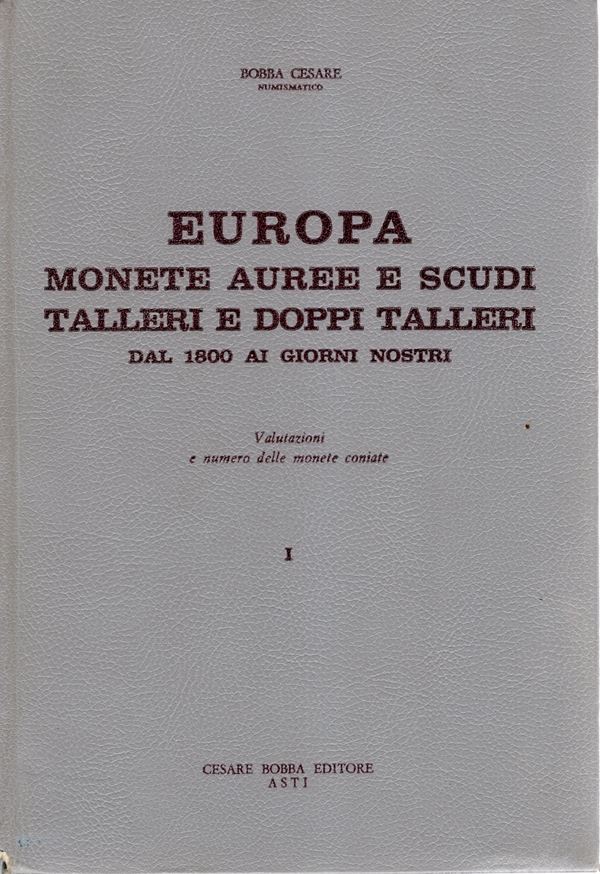 BOBBA CESARE
NUMISMATICO
EUROPA
MONETE AUREE E SCUDI
TALLERI E DOPPI TALLERI
DAL 1800 AI GIORNI NOSTRI
Valutazioni
e numero delle monete coniate
I
CESARE BOBBA EDITORE
ASTI